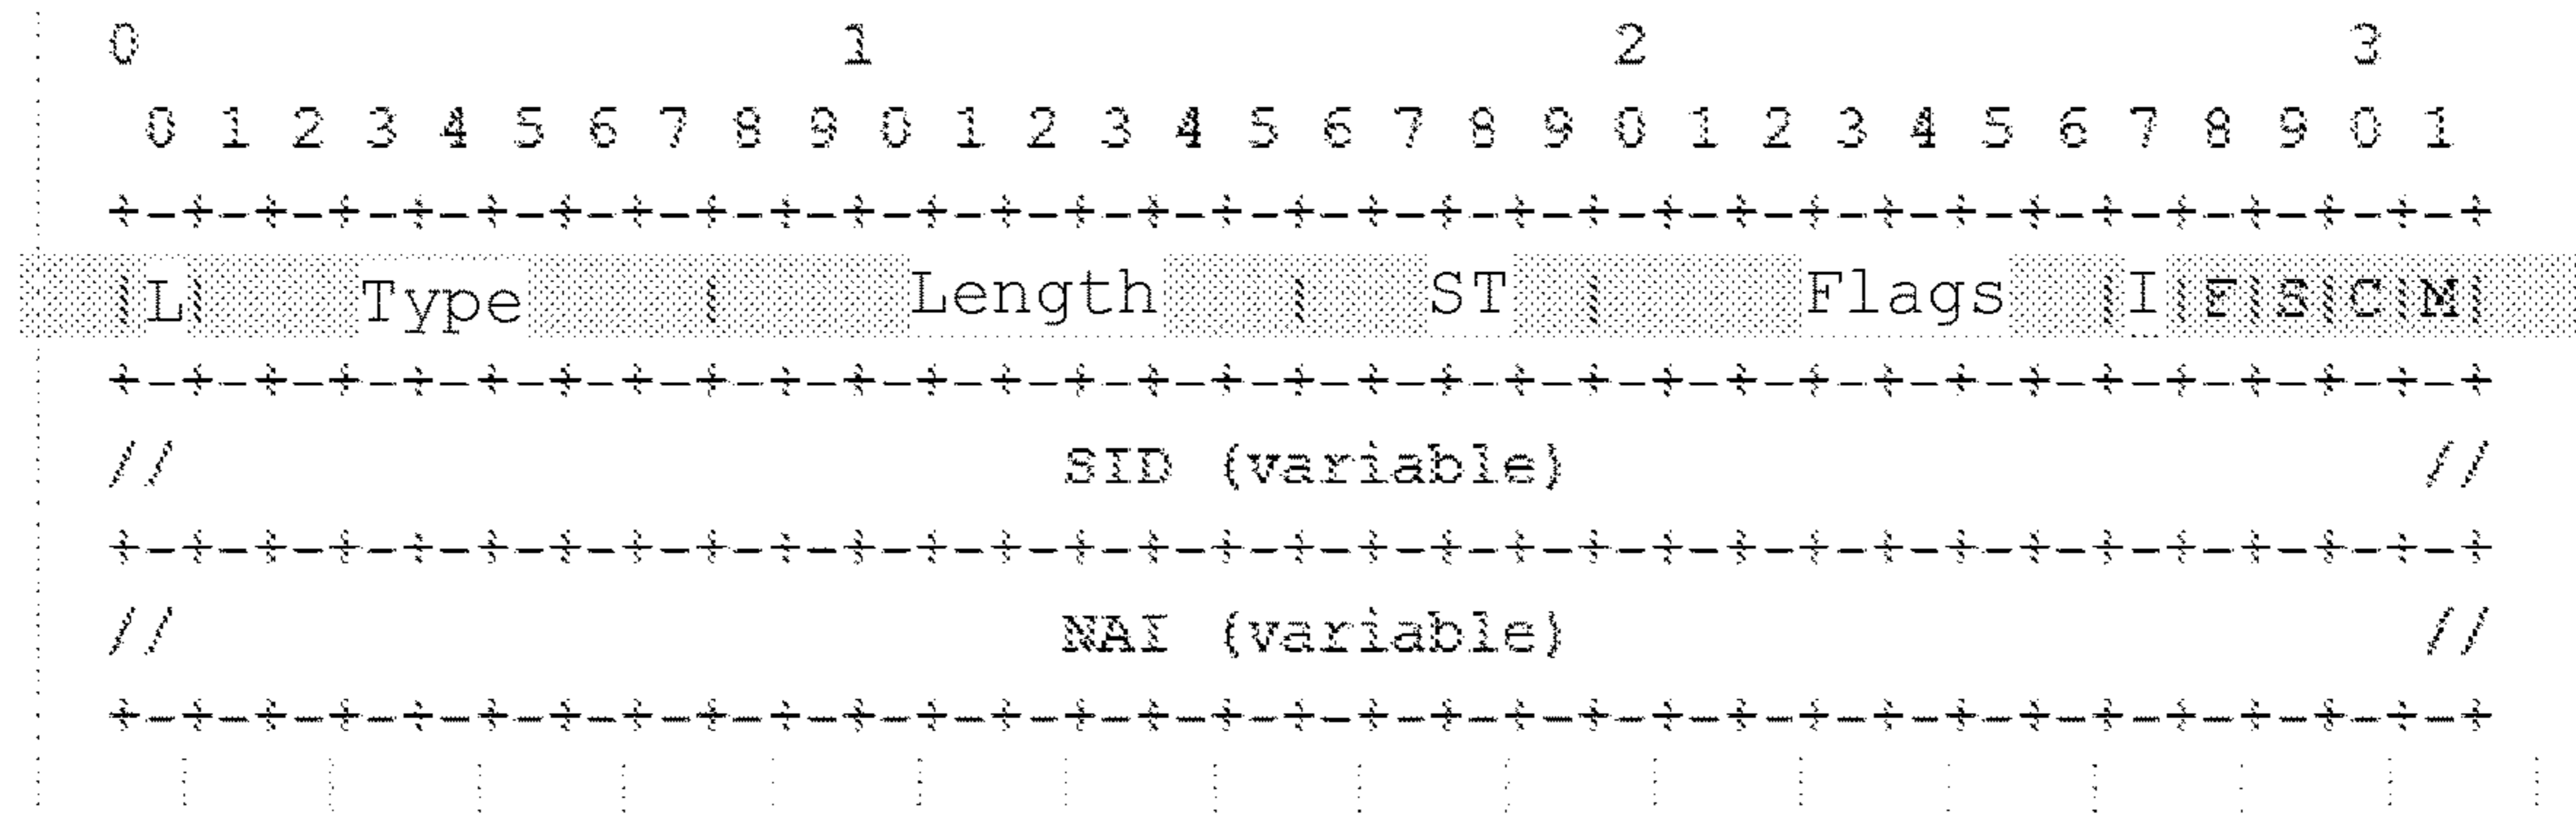 0                   1                    2                   3
 0 1 2 3 4 5 6 7 8 9 0 1 2 3 4 5 6 7 8 9 0 1 2 3 4 5 6 7 8 9 0 1
+-+-+-+-+-+-+-+-+-+-+-+-+-+-+-+-+-+-+-+-+-+-+-+-+-+-+-+-+-+-+-+-+
|L|    Type     |     Length    |   ST  |     Flags   |I|F|S|C|M|
+-+-+-+-+-+-+-+-+-+-+-+-+-+-+-+-+-+-+-+-+-+-+-+-+-+-+-+-+-+-+-+-+
//                        SID (variable)                       //
+-+-+-+-+-+-+-+-+-+-+-+-+-+-+-+-+-+-+-+-+-+-+-+-+-+-+-+-+-+-+-+-+
//                        NAI (variable)                       //
+-+-+-+-+-+-+-+-+-+-+-+-+-+-+-+-+-+-+-+-+-+-+-+-+-+-+-+-+-+-+-+-+